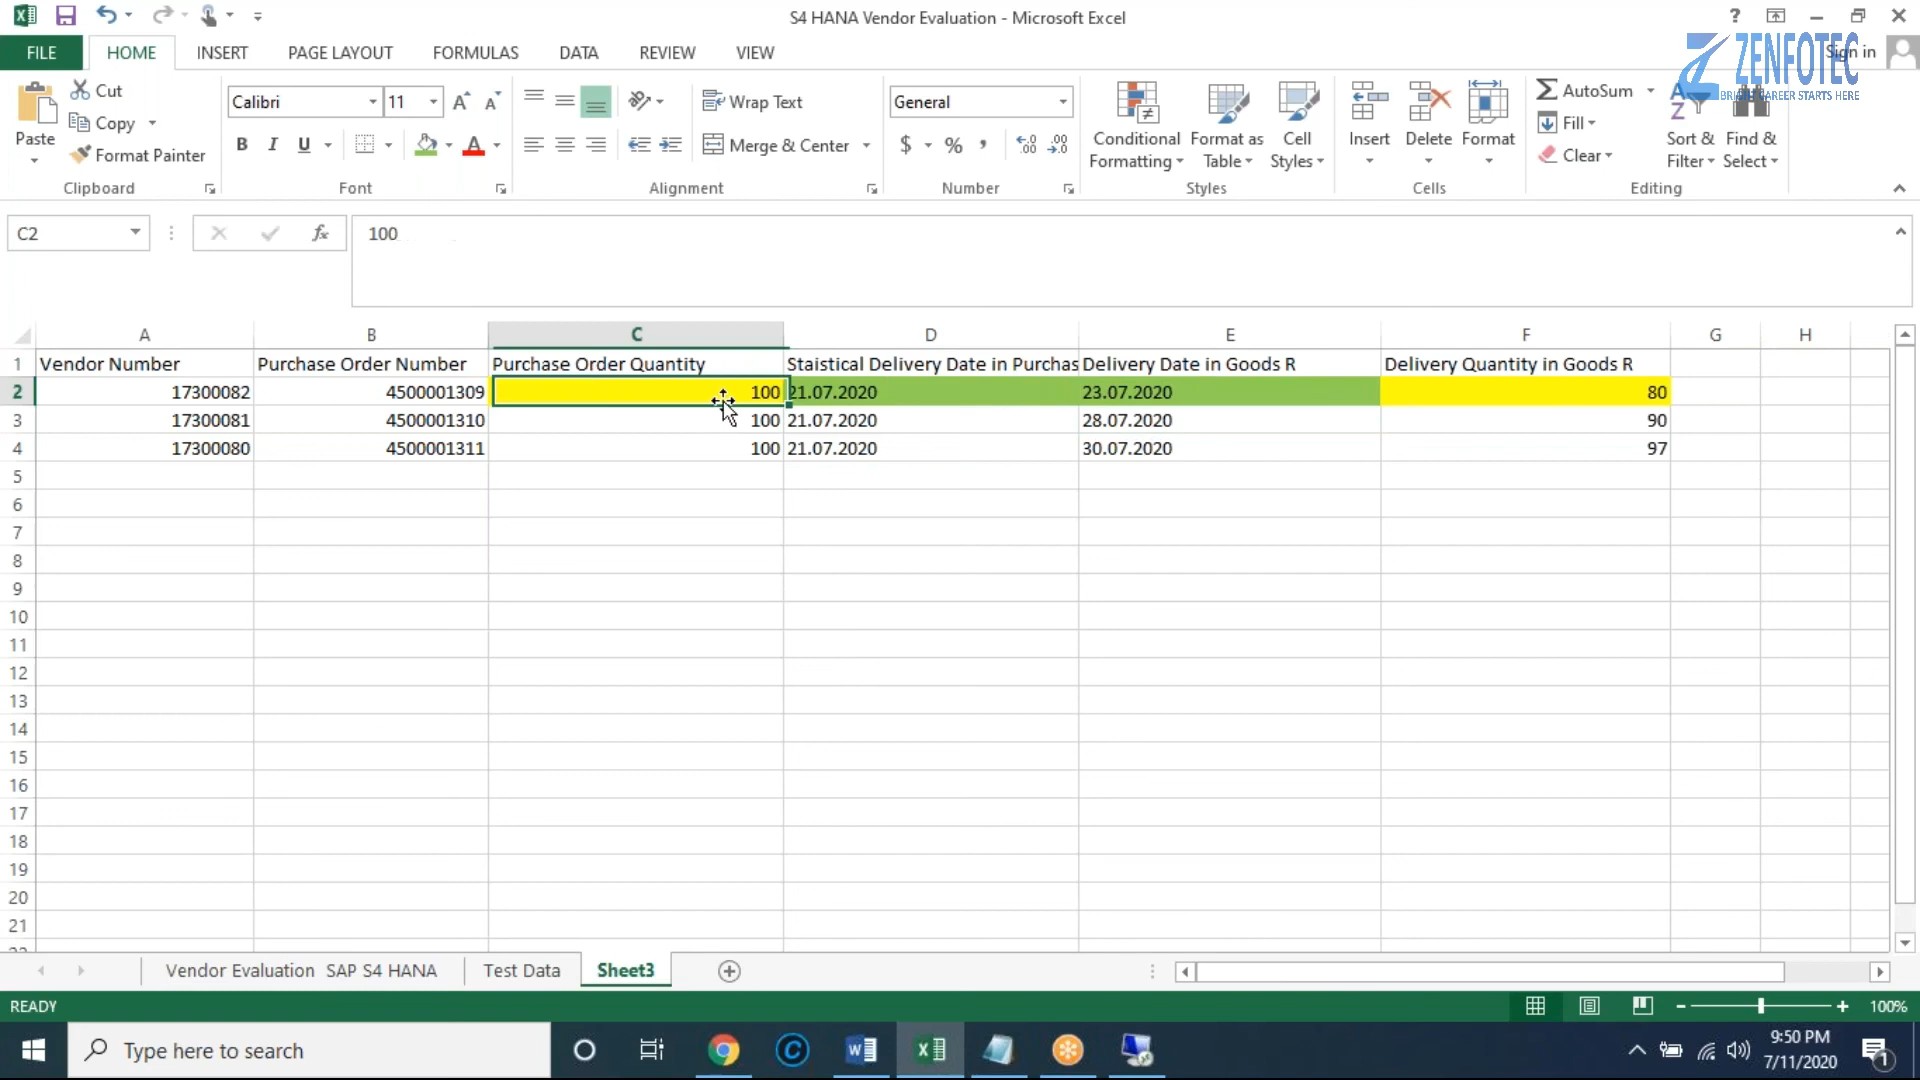 S4 HANA Vendor Evaluation - Microsoft Excel
?
FILE HOME INSERT PAGE LAYOUT FORMULAS DATA REVIEW VIEW
Sign in
ZENFOTEC
BRIGHT CAREER STARTS HERE
Paste
Cut
Copy
Format Painter
Clipboard
Calibri 11
B I U
Font
Wrap Text
Merge & Center
Alignment
General
$ % ,
Number
Conditional Formatting
Format as Table
Cell Styles
Styles
Insert
Delete
Format
Cells
AutoSum
Fill
Clear
Sort & Filter
Find & Select
Editing
C2 fx 100
A B C D E F G H
1 Vendor Number Purchase Order Number Purchase Order Quantity Staistical Delivery Date in Purchas Delivery Date in Goods R Delivery Quantity in Goods R
2 17300082 4500001309 100 21.07.2020 23.07.2020 80
3 17300081 4500001310 100 21.07.2020 28.07.2020 90
4 17300080 4500001311 100 21.07.2020 30.07.2020 97
5
6
7
8
9
10
11
12
13
14
15
16
17
18
19
20
21
Vendor Evaluation SAP S4 HANA Test Data Sheet3
READY
100%
Type here to search
9:50 PM
7/11/2020
1